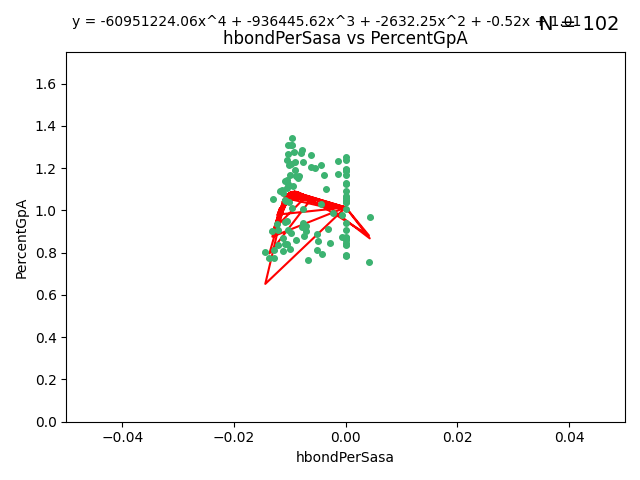 y = -60951224.06x^4 + -936445.62x^3 + -2632.25x^2 + -0.52x + 1.01
N = 102
hbondPerSasa vs PercentGpA
PercentGpA
1.6
1.4
1.2
1.0
0.8
0.6
0.4
0.2
0.0
−0.04 −0.02 0.00 0.02 0.04
hbondPerSasa